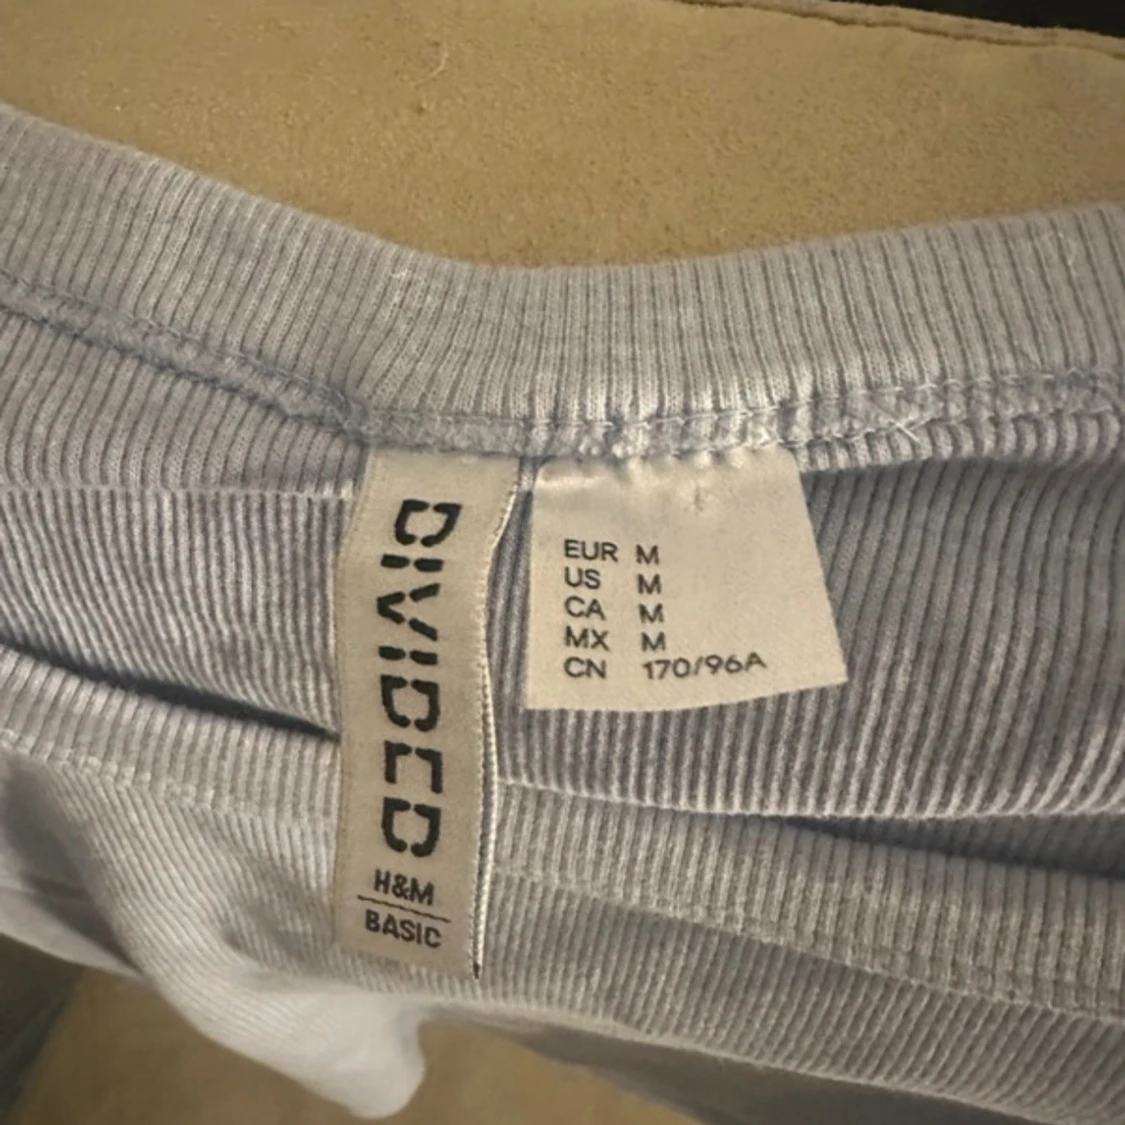 DIVIDED
H&M
BASIC
EUR M
US M
CA M
MX M
CN 170/96A